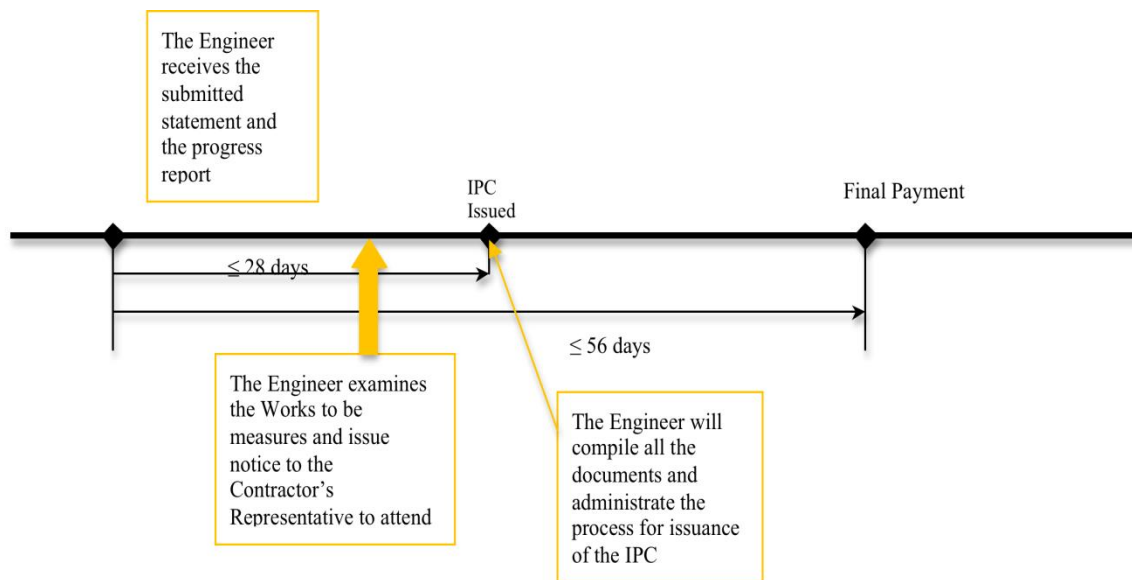 The Engineer
receives the
submitted
statement and
the progress
report
IPC
Issued
Final Payment
≤ 28 days
≤ 56 days
The Engineer examines
the Works to be
measures and issue
notice to the
Contractor’s
Representative to attend
The Engineer will
compile all the
documents and
administrate the
process for issuance
of the IPC